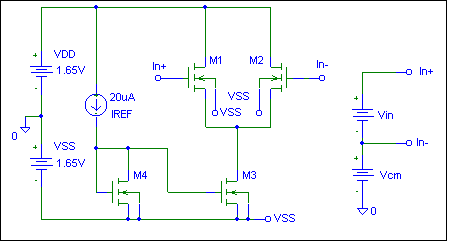 VDD
1.65V
0
VSS
1.65V
20uA
IREF
In+
M1
M2
In-
VSS
VSS
M4
M3
VSS
In+
Vin
In-
Vcm
0
+
-
+
-
+
-
+
-